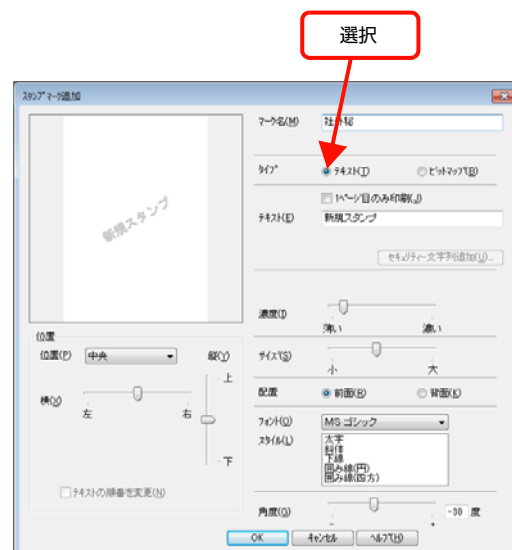 選択
スタンプマーク追加
マーク名(M) 社外秘
タイプ テキスト(T) ビットマップ(B)
1ページ目のみ印刷(J)
テキスト(E) 新規スタンプ
セキュリティー文字列追加(U)...
新規スタンプ
濃度(I)
薄い 濃い
サイズ(S)
小 大
配置 前面(R) 背面(K)
フォント(O) MS ゴシック
スタイル(L) 太字
斜体
下線
囲み線(円)
囲み線(四方)
角度(G) -30 度
- +
位置
位置(P) 中央 縦(Y)
上
横(X)
左 右
下
テキストの順番を変更(N)
OK キャンセル ヘルプ(H)